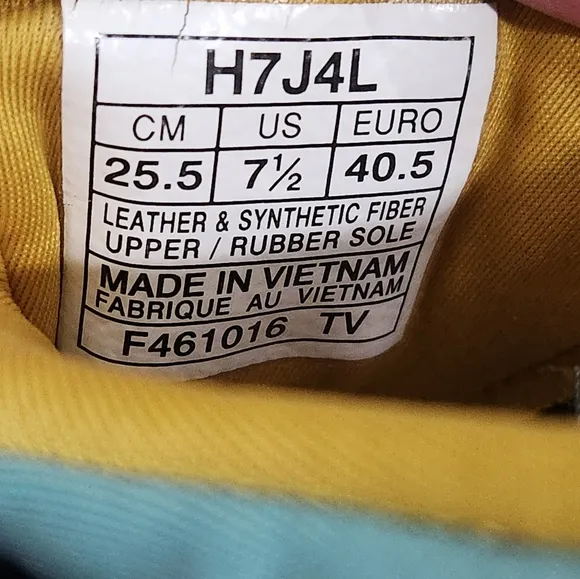 H7J4L
CM US EURO
25.5 7½ 40.5
LEATHER & SYNTHETIC FIBER
UPPER / RUBBER SOLE
MADE IN VIETNAM
FABRIQUE AU VIETNAM
F461016 TV